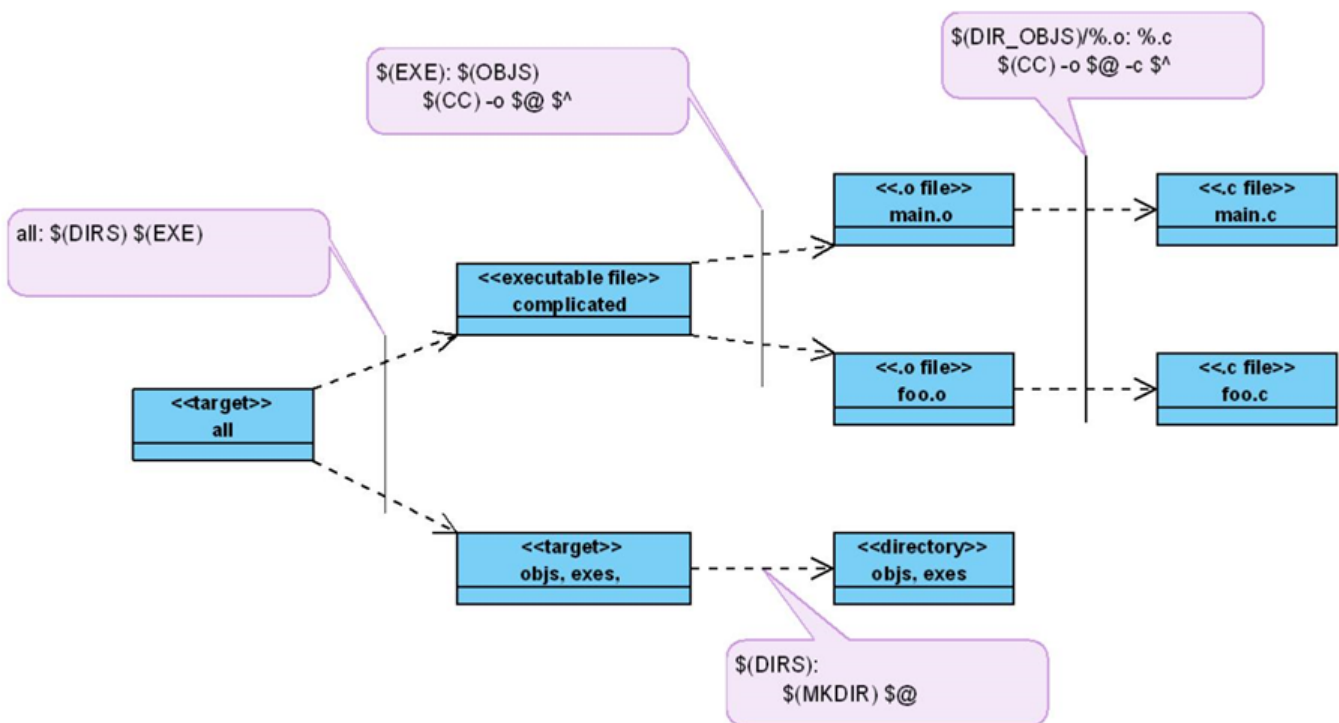 $(DIR_OBJS)/%.o: %.c
$(CC) -o $@ -c $^
$(EXE): $(OBJS)
$(CC) -o $@ $^
all: $(DIRS) $(EXE)
<<.o file>>
main.o
<<.c file>>
main.c
<<executable file>>
complicated
<<.o file>>
foo.o
<<.c file>>
foo.c
<<target>>
all
<<target>>
objs, exes,
<<directory>>
objs, exes
$(DIRS):
$(MKDIR) $@